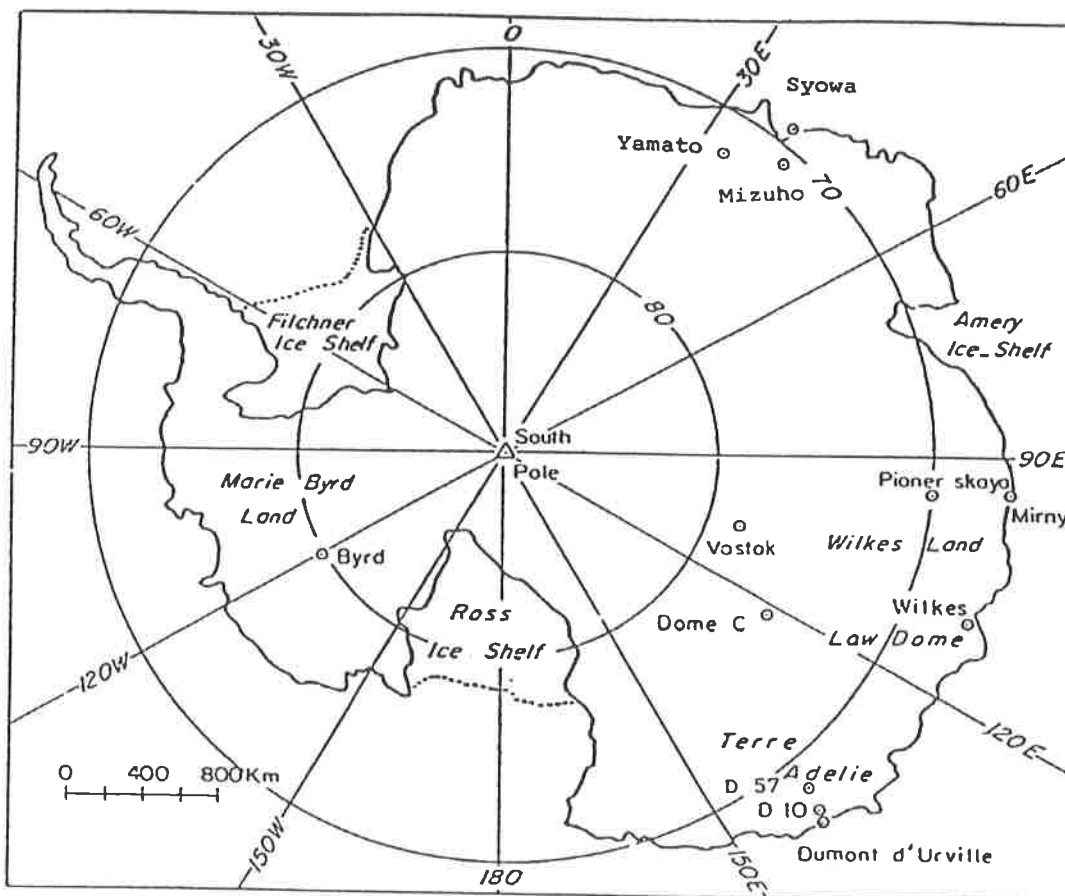 0
30W
30E
Syowa
Yamato
Mizuho
70
60E
60W
80
Filchner
Ice Shelf
Amery
Ice-Shelf
90W
South
Pole
90E
Marie Byrd
Land
Pioner skaya
Mirny
Vostok
Wilkes Land
Byrd
Ross
Ice Shelf
Dome C
Wilkes
Law Dome
120W
120E
Terre
Adelie
0 400 800Km
D 57
D 10
Dumont d'Urville
150W
180
150E